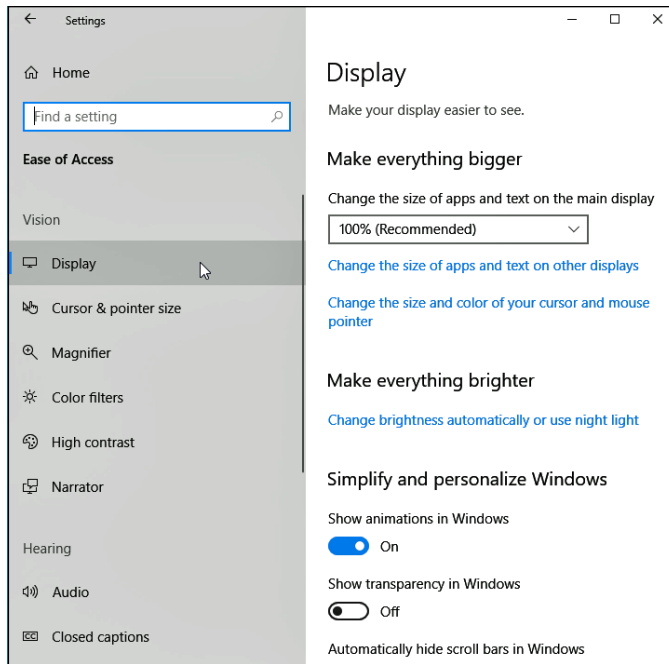 Settings
Home
Find a setting
Ease of Access
Vision
Display
Cursor & pointer size
Magnifier
Color filters
High contrast
Narrator
Hearing
Audio
Closed captions
Display
Make your display easier to see.
Make everything bigger
Change the size of apps and text on the main display
100% (Recommended)
Change the size of apps and text on other displays
Change the size and color of your cursor and mouse
pointer
Make everything brighter
Change brightness automatically or use night light
Simplify and personalize Windows
Show animations in Windows
On
Show transparency in Windows
Off
Automatically hide scroll bars in Windows